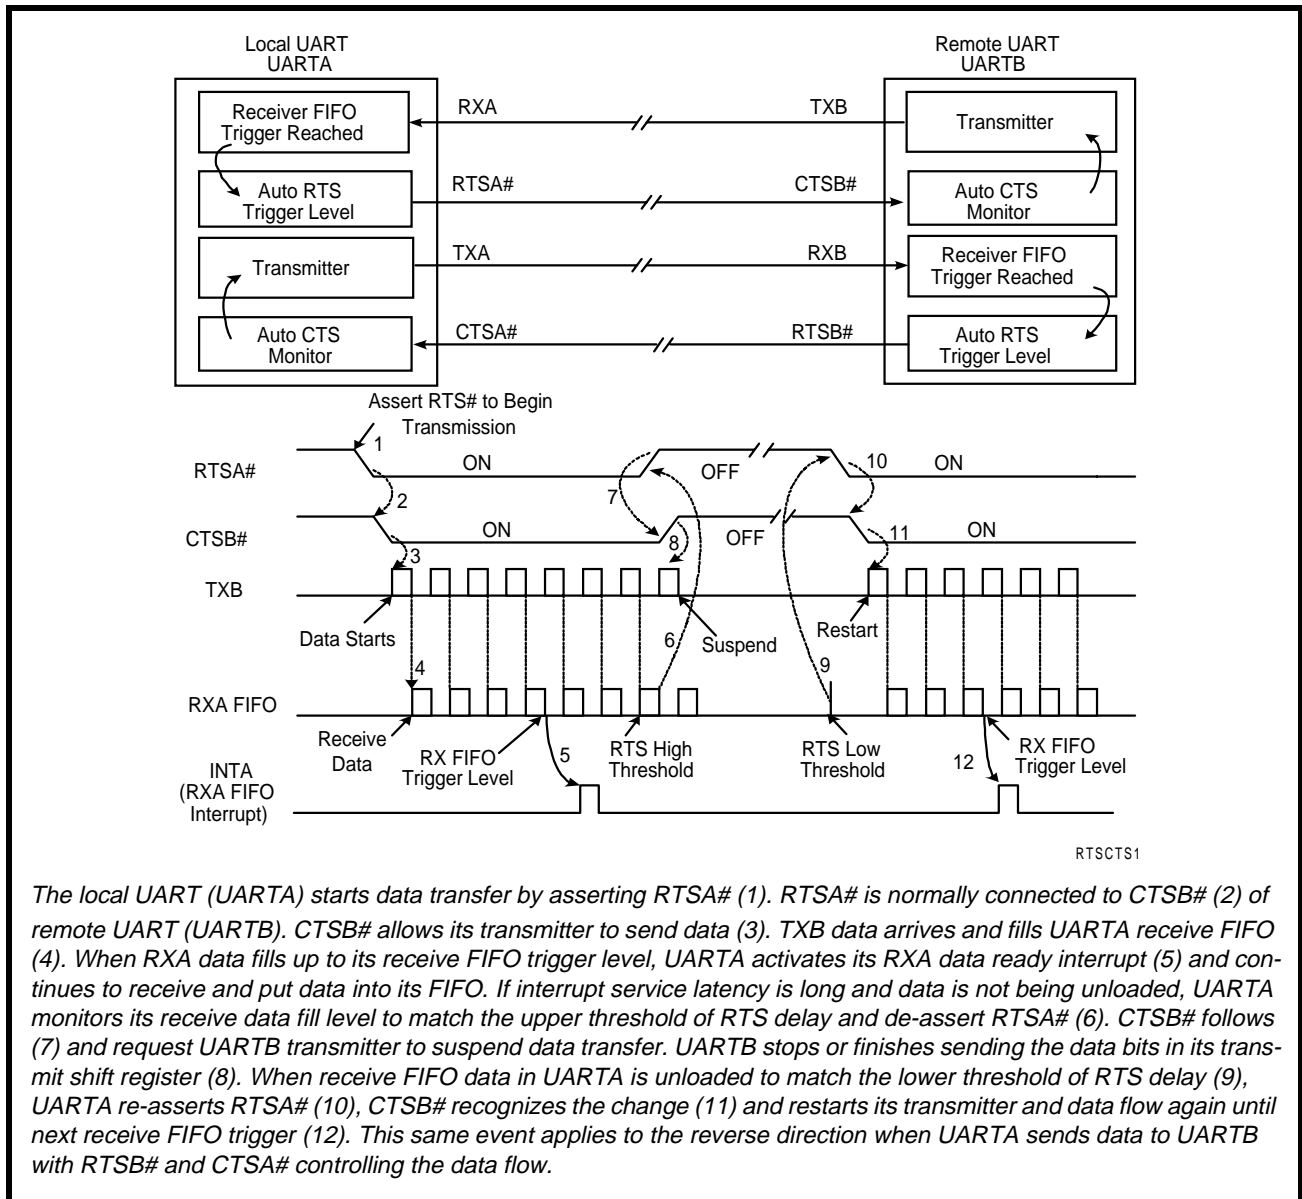 Local UART
UARTA
Remote UART
UARTB
Receiver FIFO
Trigger Reached
RXA
TXB
Transmitter
Auto RTS
Trigger Level
RTSA#
CTSB#
Auto CTS
Monitor
Transmitter
TXA
RXB
Receiver FIFO
Trigger Reached
Auto CTS
Monitor
CTSA#
RTSB#
Auto RTS
Trigger Level
Assert RTS# to Begin
Transmission
1
RTSA#
ON
OFF
10
ON
2
7
CTSB#
ON
8
OFF
11
ON
3
TXB
Data Starts
6
Suspend
Restart
4
9
RXA FIFO
Receive
Data
RX FIFO
Trigger Level
5
RTS High
Threshold
RTS Low
Threshold
12
RX FIFO
Trigger Level
INTA
(RXA FIFO
Interrupt)
RTSCTS1
The local UART (UARTA) starts data transfer by asserting RTSA# (1). RTSA# is normally connected to CTSB# (2) of
remote UART (UARTB). CTSB# allows its transmitter to send data (3). TXB data arrives and fills UARTA receive FIFO
(4). When RXA data fills up to its receive FIFO trigger level, UARTA activates its RXA data ready interrupt (5) and con-
tinues to receive and put data into its FIFO. If interrupt service latency is long and data is not being unloaded, UARTA
monitors its receive data fill level to match the upper threshold of RTS delay and de-assert RTSA# (6). CTSB# follows
(7) and request UARTB transmitter to suspend data transfer. UARTB stops or finishes sending the data bits in its trans-
mit shift register (8). When receive FIFO data in UARTA is unloaded to match the lower threshold of RTS delay (9),
UARTA re-asserts RTSA# (10), CTSB# recognizes the change (11) and restarts its transmitter and data flow again until
next receive FIFO trigger (12). This same event applies to the reverse direction when UARTA sends data to UARTB
with RTSB# and CTSA# controlling the data flow.